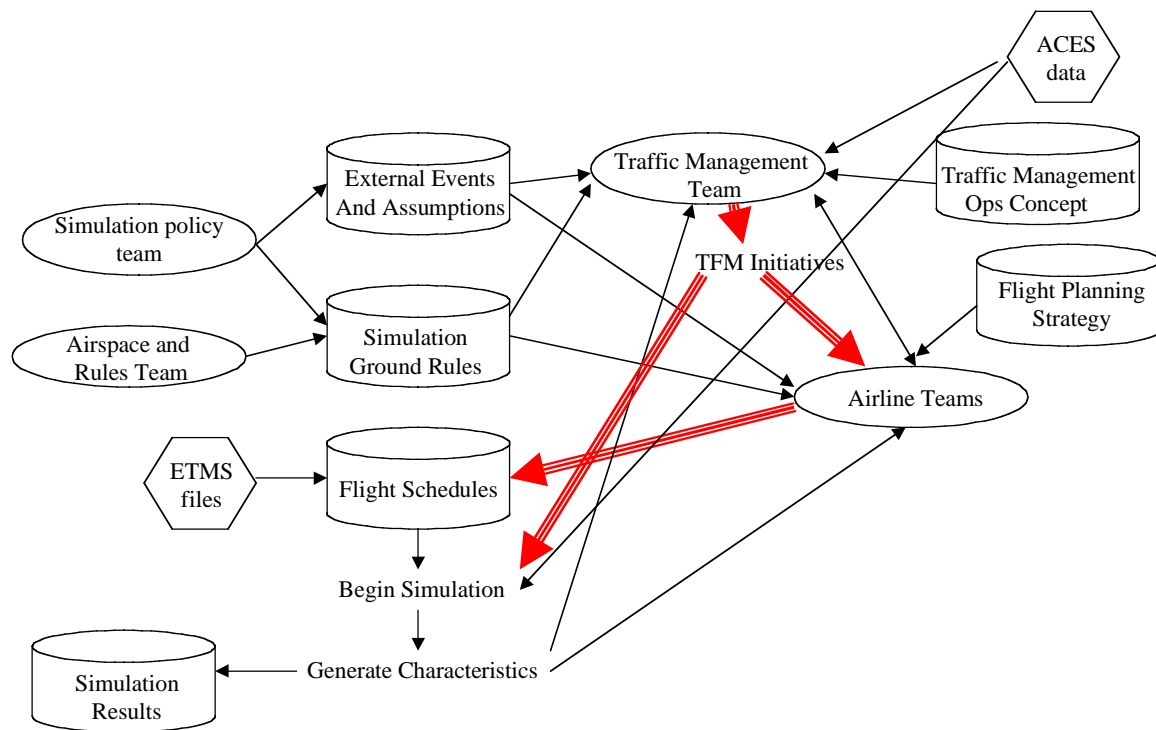 ACES
data
External Events
And Assumptions
Traffic Management
Team
Traffic Management
Ops Concept
Simulation policy
team
TFM Initiatives
Flight Planning
Strategy
Airspace and
Rules Team
Simulation
Ground Rules
Airline Teams
ETMS
files
Flight Schedules
Begin Simulation
Generate Characteristics
Simulation
Results